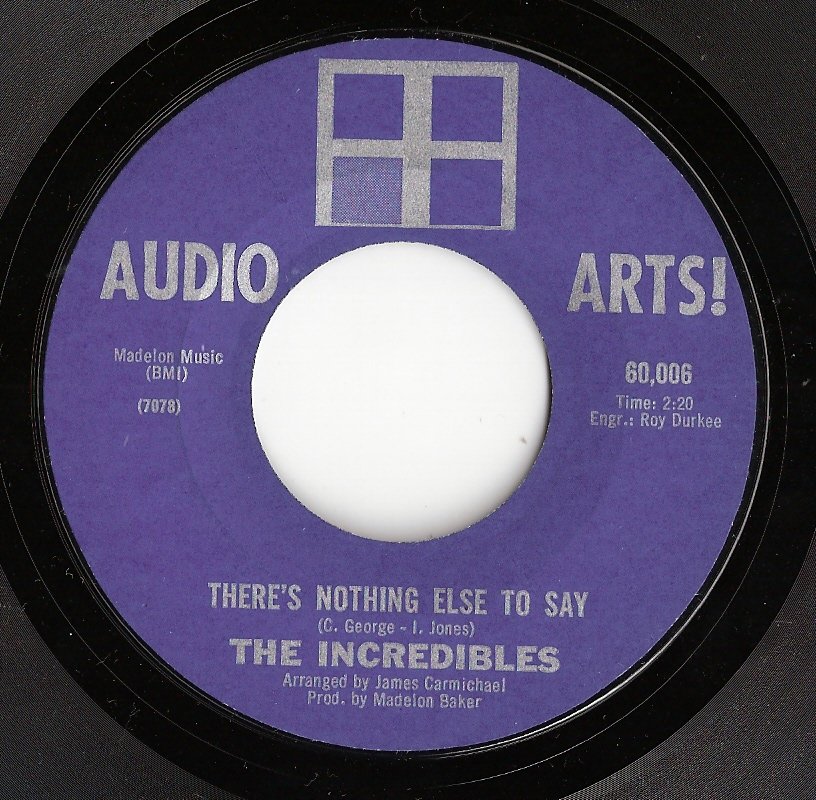 AUDIO ARTS!
Madelon Music
(BMI)
(7078)
60,006
Time: 2:20
Engr.: Roy Durkee
THERE'S NOTHING ELSE TO SAY
(C. George - I. Jones)
THE INCREDIBLES
Arranged by James Carmichael
Prod. by Madelon Baker